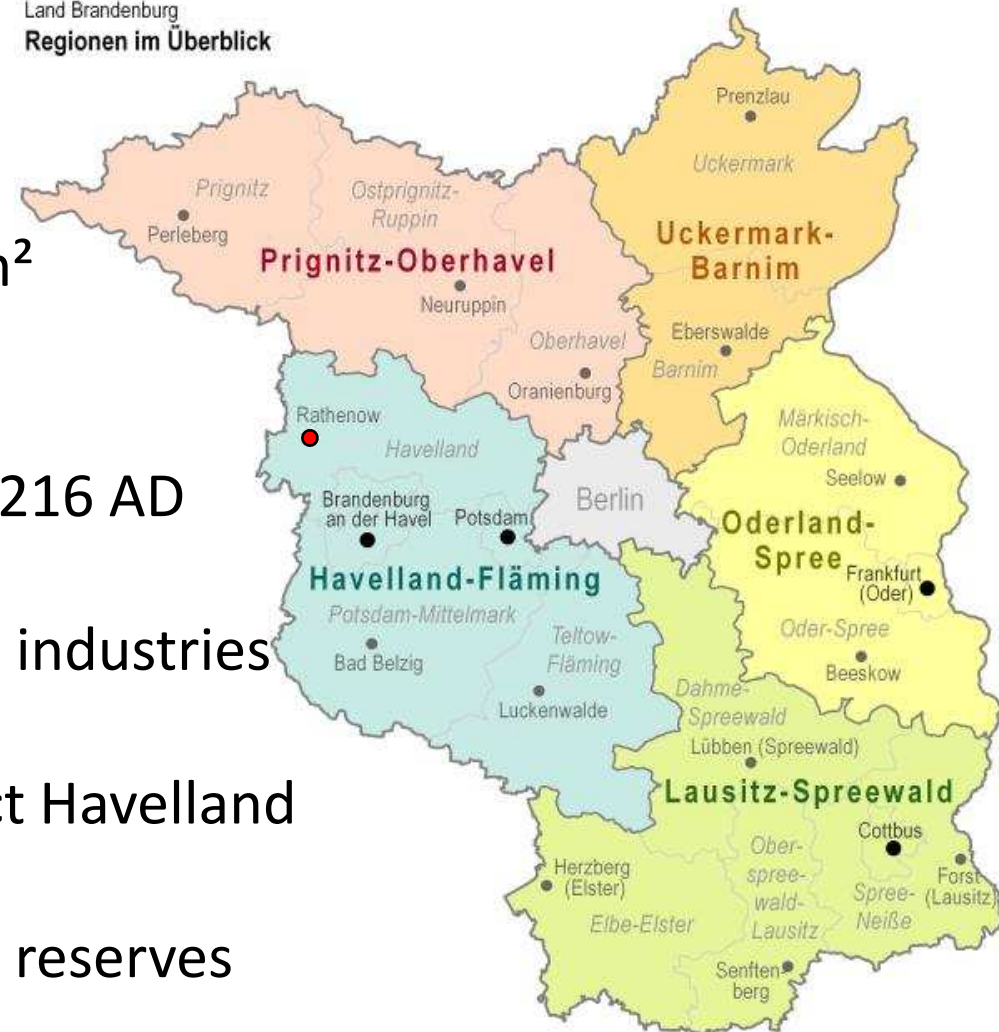 Land Brandenburg
Regionen im Überblick
Prenzlau
Uckermark
Prignitz
Perleberg
Ostprignitz-
Ruppin
Prignitz-Oberhavel
Neuruppin
Uckermark-
Barnim
Eberswalde
Barnim
Oberhavel
Oranienburg
Rathenow
Havelland
Märkisch-
Oderland
Seelow
216 AD
Brandenburg
an der Havel
Potsdam
Berlin
Oderland-
Spree
Frankfurt
(Oder)
Havelland-Fläming
Potsdam-Mittelmark
Bad Belzig
industries
Teltow-
Fläming
Luckenwalde
Oder-Spree
Beeskow
Dahme-
Spreewald
Lübben (Spreewald)
Lausitz-Spreewald
Havelland
Cottbus
Herzberg
(Elster)
Elbe-Elster
Ober-
spree-
wald-
Lausitz
Spree-
Neiße
Forst
(Lausitz)
reserves
Senften-
berg